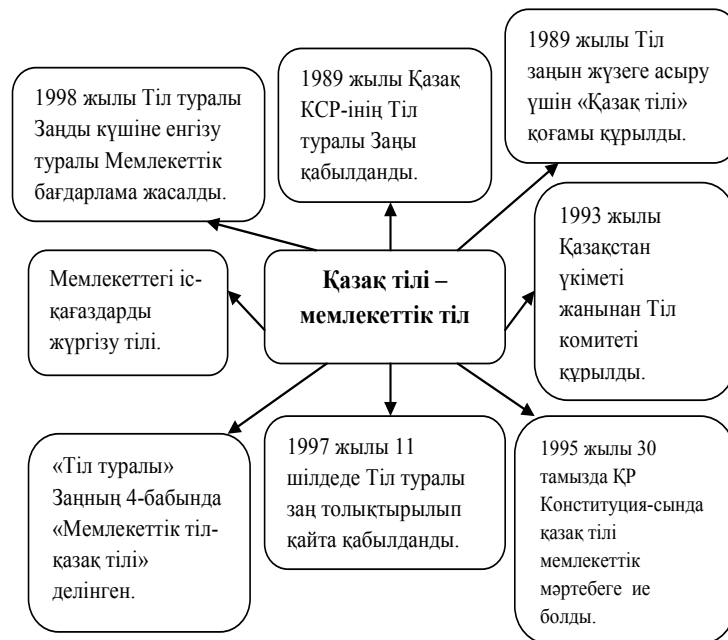 1998 жылы Тіл туралы
Заңды күшіне енгізу
туралы Мемлекеттік
бағдарлама жасалды.
1989 жылы Қазақ
КСР-інің Тіл
туралы Заңы
қабылданды.
1989 жылы Тіл
заңын жүзеге асыру
үшін «Қазақ тілі»
қоғамы құрылды.
Мемлекеттегі іс-
қағаздарды
жүргізу тілі.
Қазақ тілі –
мемлекеттік тіл
1993 жылы
Қазақстан
үкіметі
жанынан Тіл
комитеті
құрылды.
«Тіл туралы»
Заңның 4-бабында
«Мемлекеттік тіл-
қазақ тілі»
делінген.
1997 жылы 11
шілдеде Тіл туралы
заң толықтырылып
қайта қабылданды.
1995 жылы 30
тамызда ҚР
Конституция-сында
қазақ тілі
мемлекеттік
мәртебеге ие
болды.